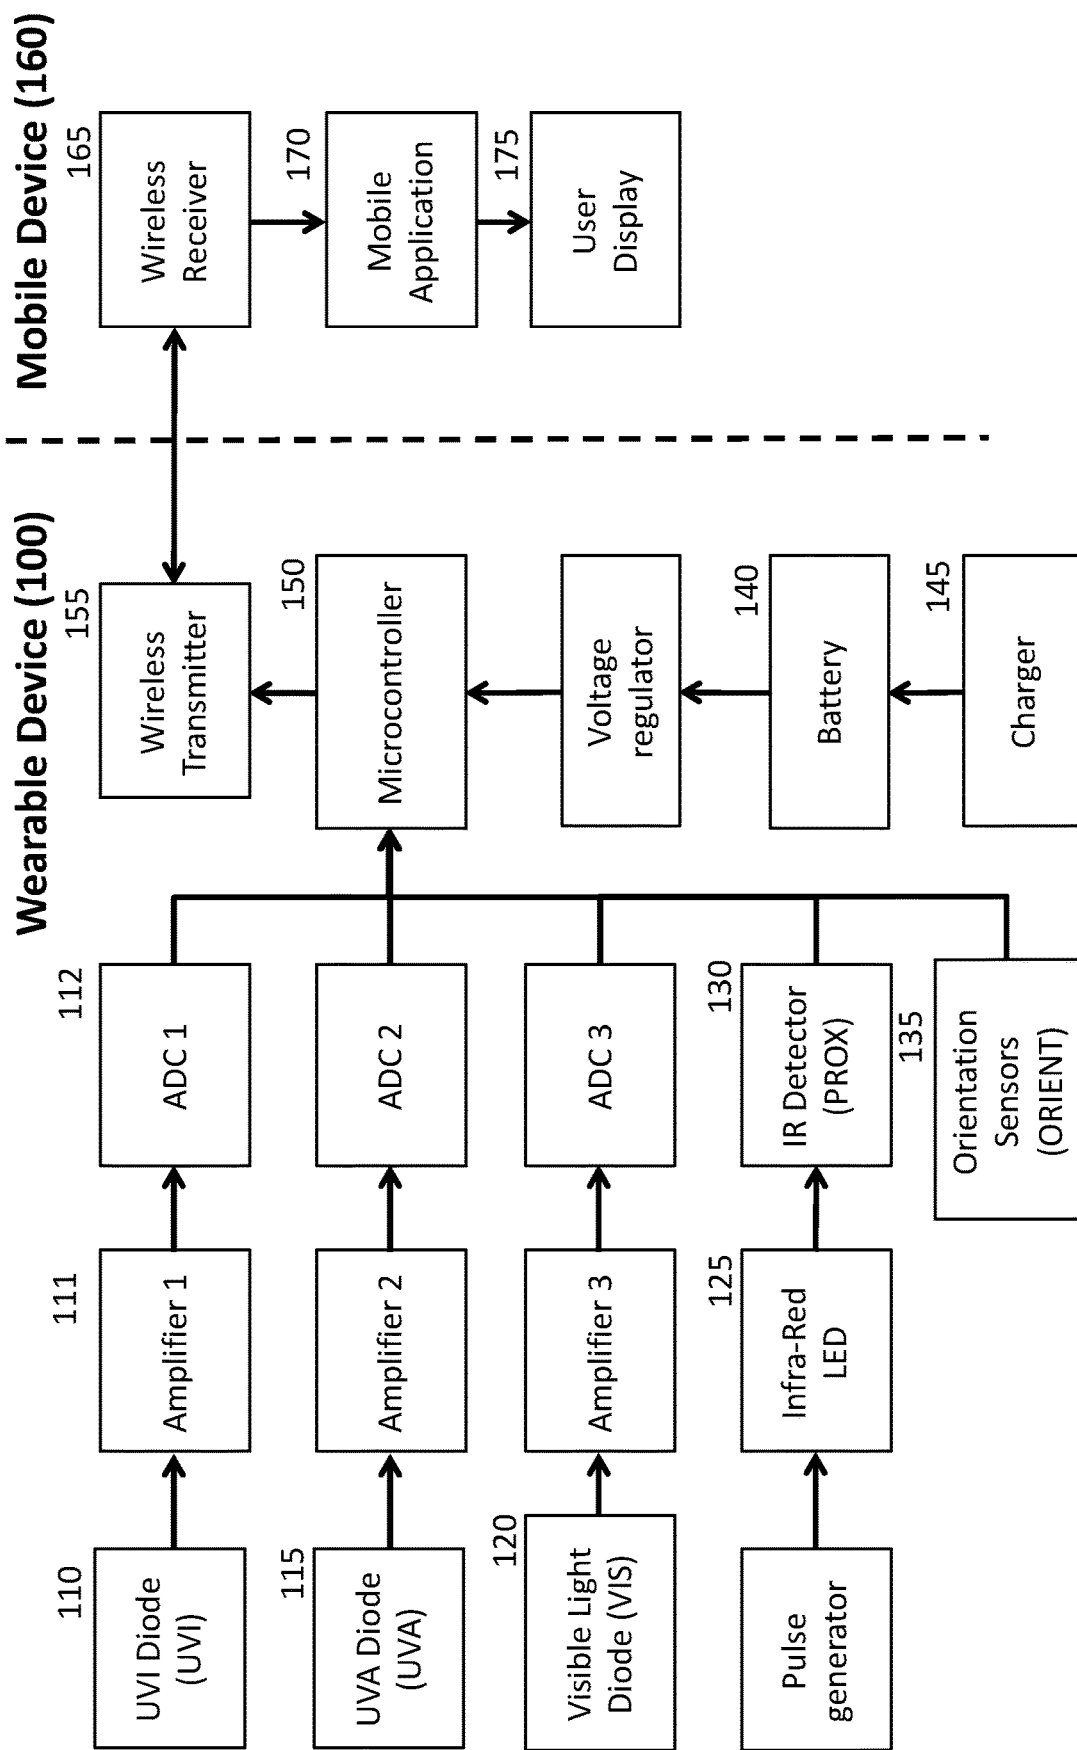 Wearable Device (100)
Mobile Device (160)
110
UVI Diode
(UVI)
111
Amplifier 1
112
ADC 1
155
Wireless
Transmitter
165
Wireless
Receiver
115
UVA Diode
(UVA)
Amplifier 2
ADC 2
150
Microcontroller
170
Mobile
Application
120
Visible Light
Diode (VIS)
Amplifier 3
ADC 3
Voltage
regulator
175
User
Display
Pulse
generator
125
Infra-Red
LED
130
IR Detector
(PROX)
140
Battery
135
Orientation
Sensors
(ORIENT)
145
Charger